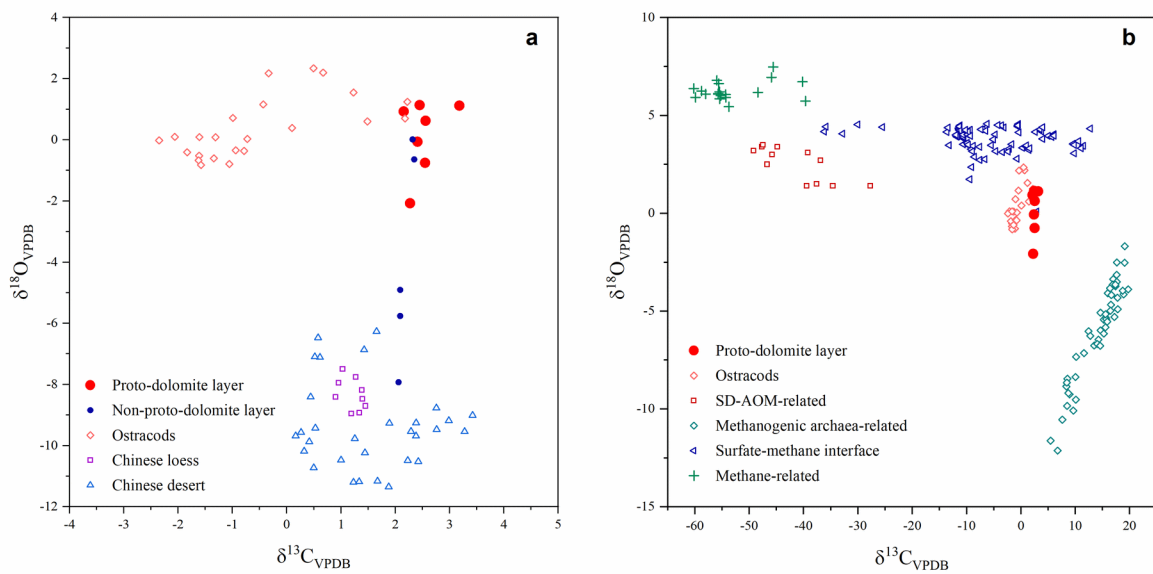 a
4
2
0
-2
-4
-6
-8
-10
-12
δ18OVPDB
Proto-dolomite layer
Non-proto-dolomite layer
Ostracods
Chinese loess
Chinese desert
-4 -3 -2 -1 0 1 2 3 4 5
δ13CVPDB
b
10
5
0
-5
-10
-15
δ18OVPDB
Proto-dolomite layer
Ostracods
SD-AOM-related
Methanogenic archaea-related
Surfate-methane interface
Methane-related
-60 -50 -40 -30 -20 -10 0 10 20
δ13CVPDB